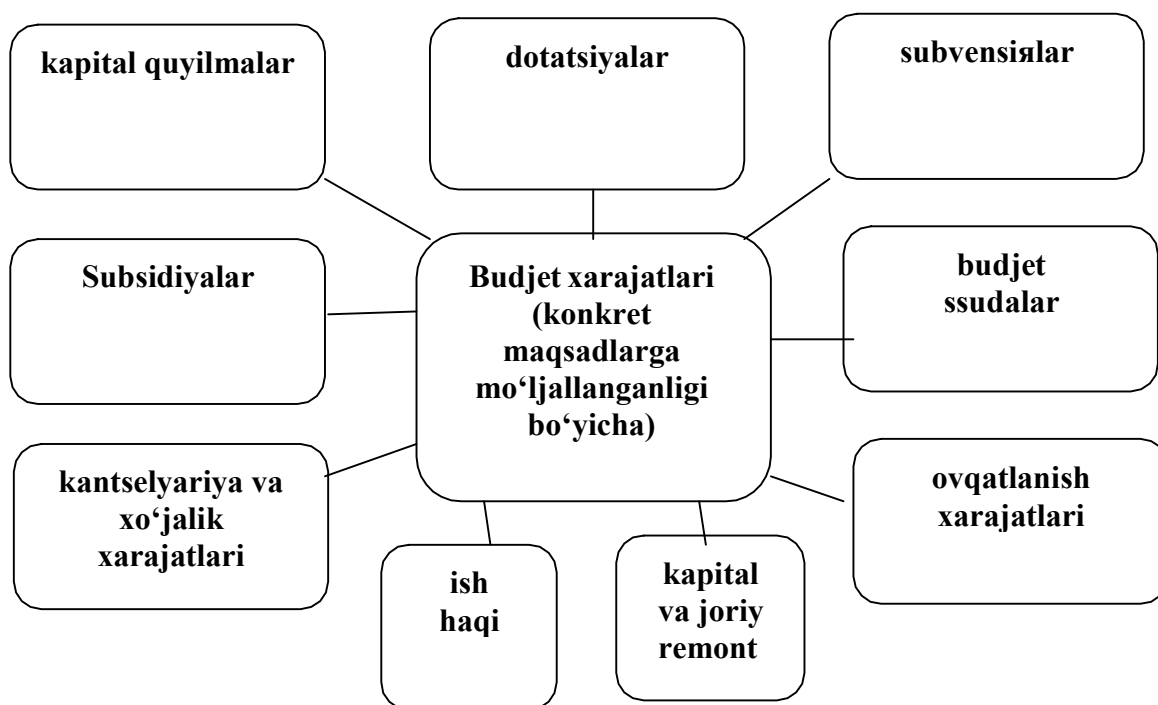 kapital quyilmalar
dotatsiyalar
subvensiяlar
Subsidiyalar
Budjet xarajatlari
(konkret
maqsadlarga
mo‘ljallanganligi
bo‘yicha)
budjet
ssudalar
kantselyariya va
xo‘jalik
xarajatlari
ish
haqi
kapital
va joriy
remont
ovqatlanish
xarajatlari